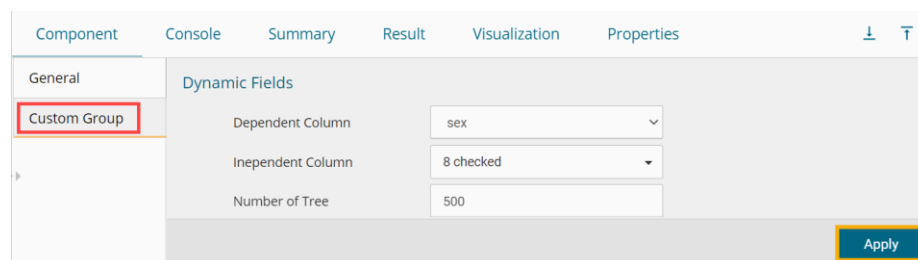 Component Console Summary Result Visualization Properties
General
Dynamic Fields
Custom Group
Dependent Column sex
Inependent Column 8 checked
Number of Tree 500
Apply